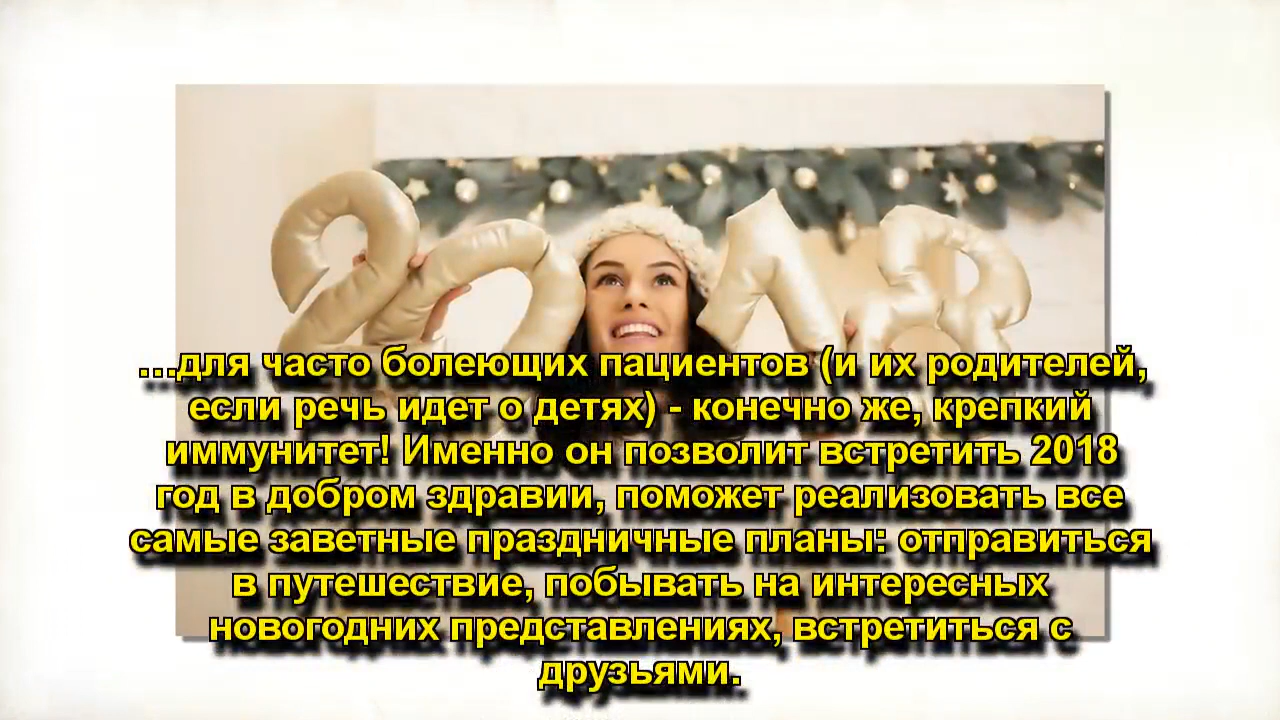 2018
…для часто болеющих пациентов (и их родителей,
если речь идет о детях) - конечно же, крепкий
иммунитет! Именно он позволит встретить 2018
год в добром здравии, поможет реализовать все
самые заветные праздничные планы: отправиться
в путешествие, побывать на интересных
новогодних представлениях, встретиться с
друзьями.